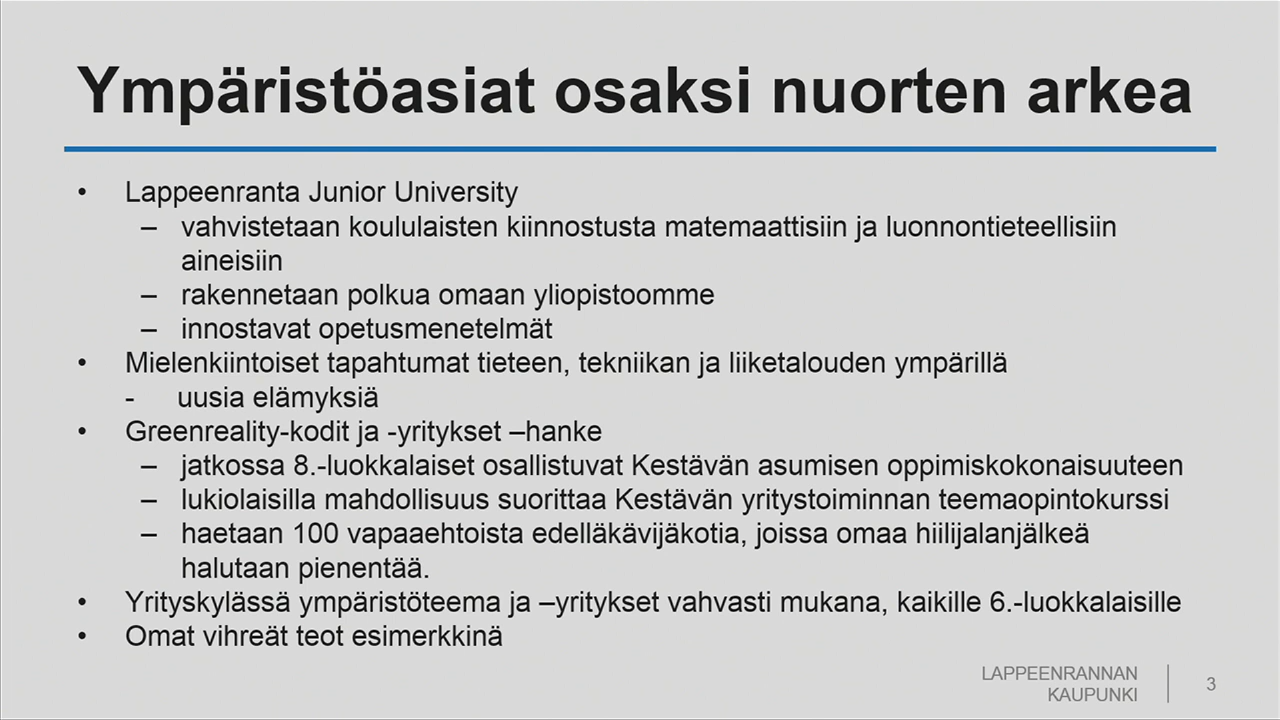 Ympäristöasiat osaksi nuorten arkea
• Lappeenranta Junior University
– vahvistetaan koululaisten kiinnostusta matemaattisiin ja luonnontieteellisiin
aineisiin
– rakennetaan polkua omaan yliopistoomme
– innostavat opetusmenetelmät
• Mielenkiintoiset tapahtumat tieteen, tekniikan ja liiketalouden ympärillä
- uusia elämyksiä
• Greenreality-kodit ja -yritykset –hanke
– jatkossa 8.-luokkalaiset osallistuvat Kestävän asumisen oppimiskokonaisuuteen
– lukiolaisilla mahdollisuus suorittaa Kestävän yritystoiminnan teemaopintokurssi
– haetaan 100 vapaaehtoista edelläkävijäkotia, joissa omaa hiilijalanjälkeä
halutaan pienentää.
• Yrityskylässä ympäristöteema ja –yritykset vahvasti mukana, kaikille 6.-luokkalaisille
• Omat vihreät teot esimerkkinä
LAPPEENRANNAN
KAUPUNKI
3